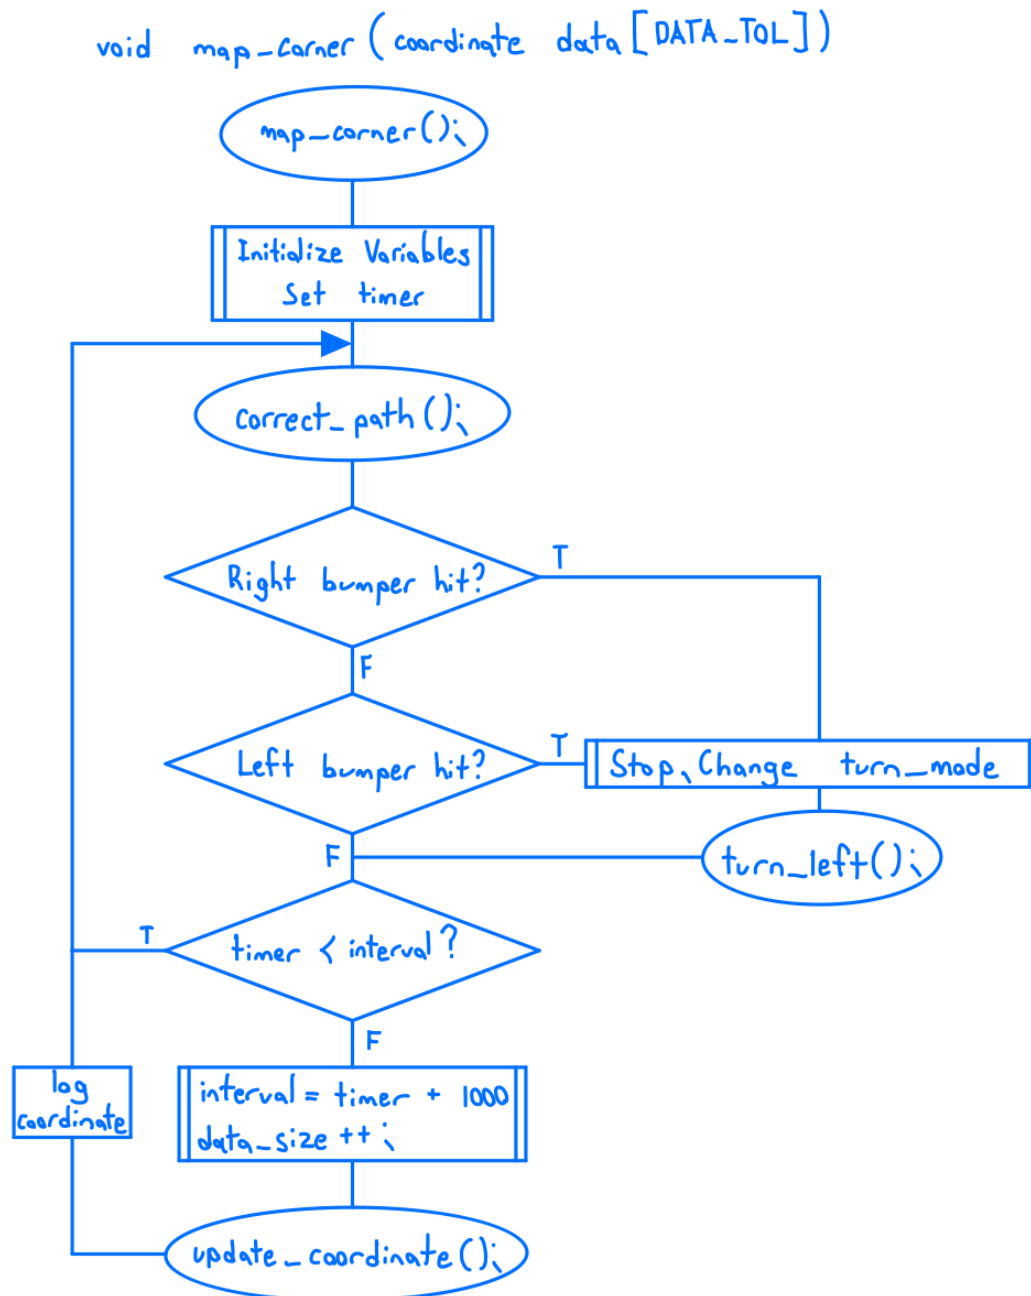 void map_corner(coordinate data[DATA_TOL])
map_corner();
Initialize Variables
Set timer
correct_path();
Right bumper hit?
T
F
Left bumper hit?
T
Stop, Change turn_mode
F
turn_left();
timer < interval?
T
F
interval = timer + 1000
data_size ++;
log
coordinate
update_coordinate();